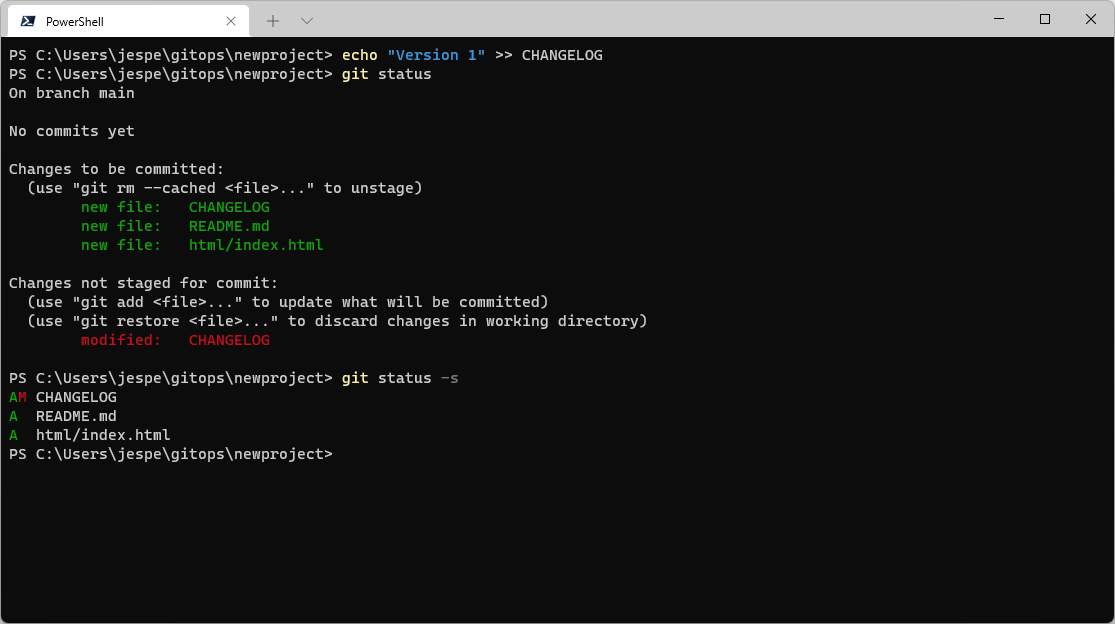 PowerShell
PS C:\Users\jespe\gitops\newproject> echo "Version 1" >> CHANGELOG
PS C:\Users\jespe\gitops\newproject> git status
On branch main

No commits yet

Changes to be committed:
  (use "git rm --cached <file>..." to unstage)
        new file:   CHANGELOG
        new file:   README.md
        new file:   html/index.html

Changes not staged for commit:
  (use "git add <file>..." to update what will be committed)
  (use "git restore <file>..." to discard changes in working directory)
        modified:   CHANGELOG

PS C:\Users\jespe\gitops\newproject> git status -s
AM CHANGELOG
A  README.md
A  html/index.html
PS C:\Users\jespe\gitops\newproject>